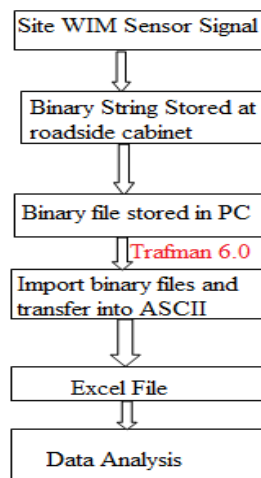 Site WIM Sensor Signal
Binary String Stored at
roadside cabinet
Binary file stored in PC
Trafman 6.0
Import binary files and
transfer into ASCII
Excel File
Data Analysis